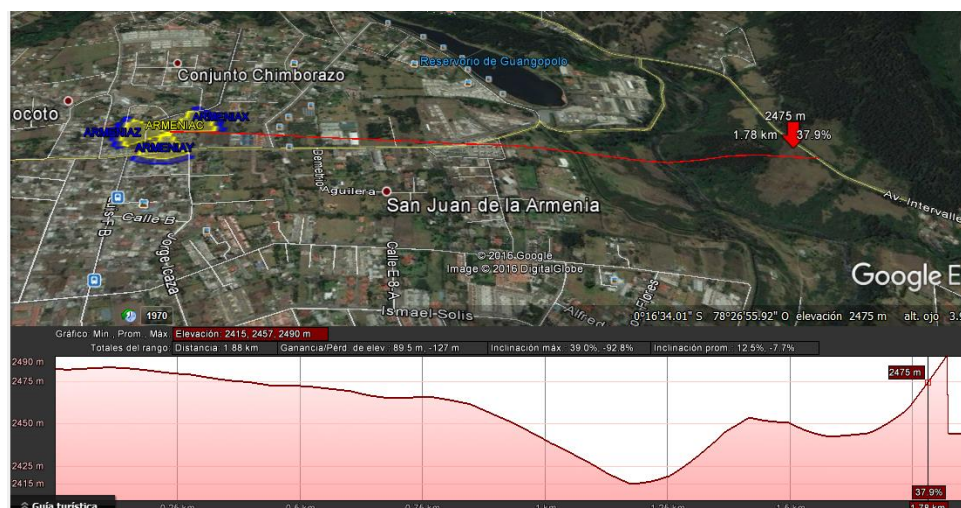 Reservorio de Guangopolo
Conjunto Chimborazo
ocoto
ARMENIAX
ARMENIAC
ARMENIAZ
ARMENIAY
2475 m
1.78 km 37.9%
Demetrio
Aguilera
San Juan de la Armenia
Av. Intervalle
Calle B
Jorge Icaza
Calle E-8-A
Ismael Solis
Alfred
Flores
© 2016 Google
Image © 2016 DigitalGlobe
Google E
1970
0°16'34.01" S 78°26'55.92" O elevación 2475 m alt. ojo 3.9
Gráfico: Mín., Prom., Máx. Elevación: 2415, 2457, 2490 m
Totales del rango: Distancia: 1.88 km Ganancia/Pérd. de elev.: 89.5 m, -127 m Inclinación máx.: 39.0%, -92.8% Inclinación prom.: 12.5%, -7.7%
2490 m
2475 m
2475 m
2450 m
2425 m
2415 m
37.9%
Guía turística
1.78 km